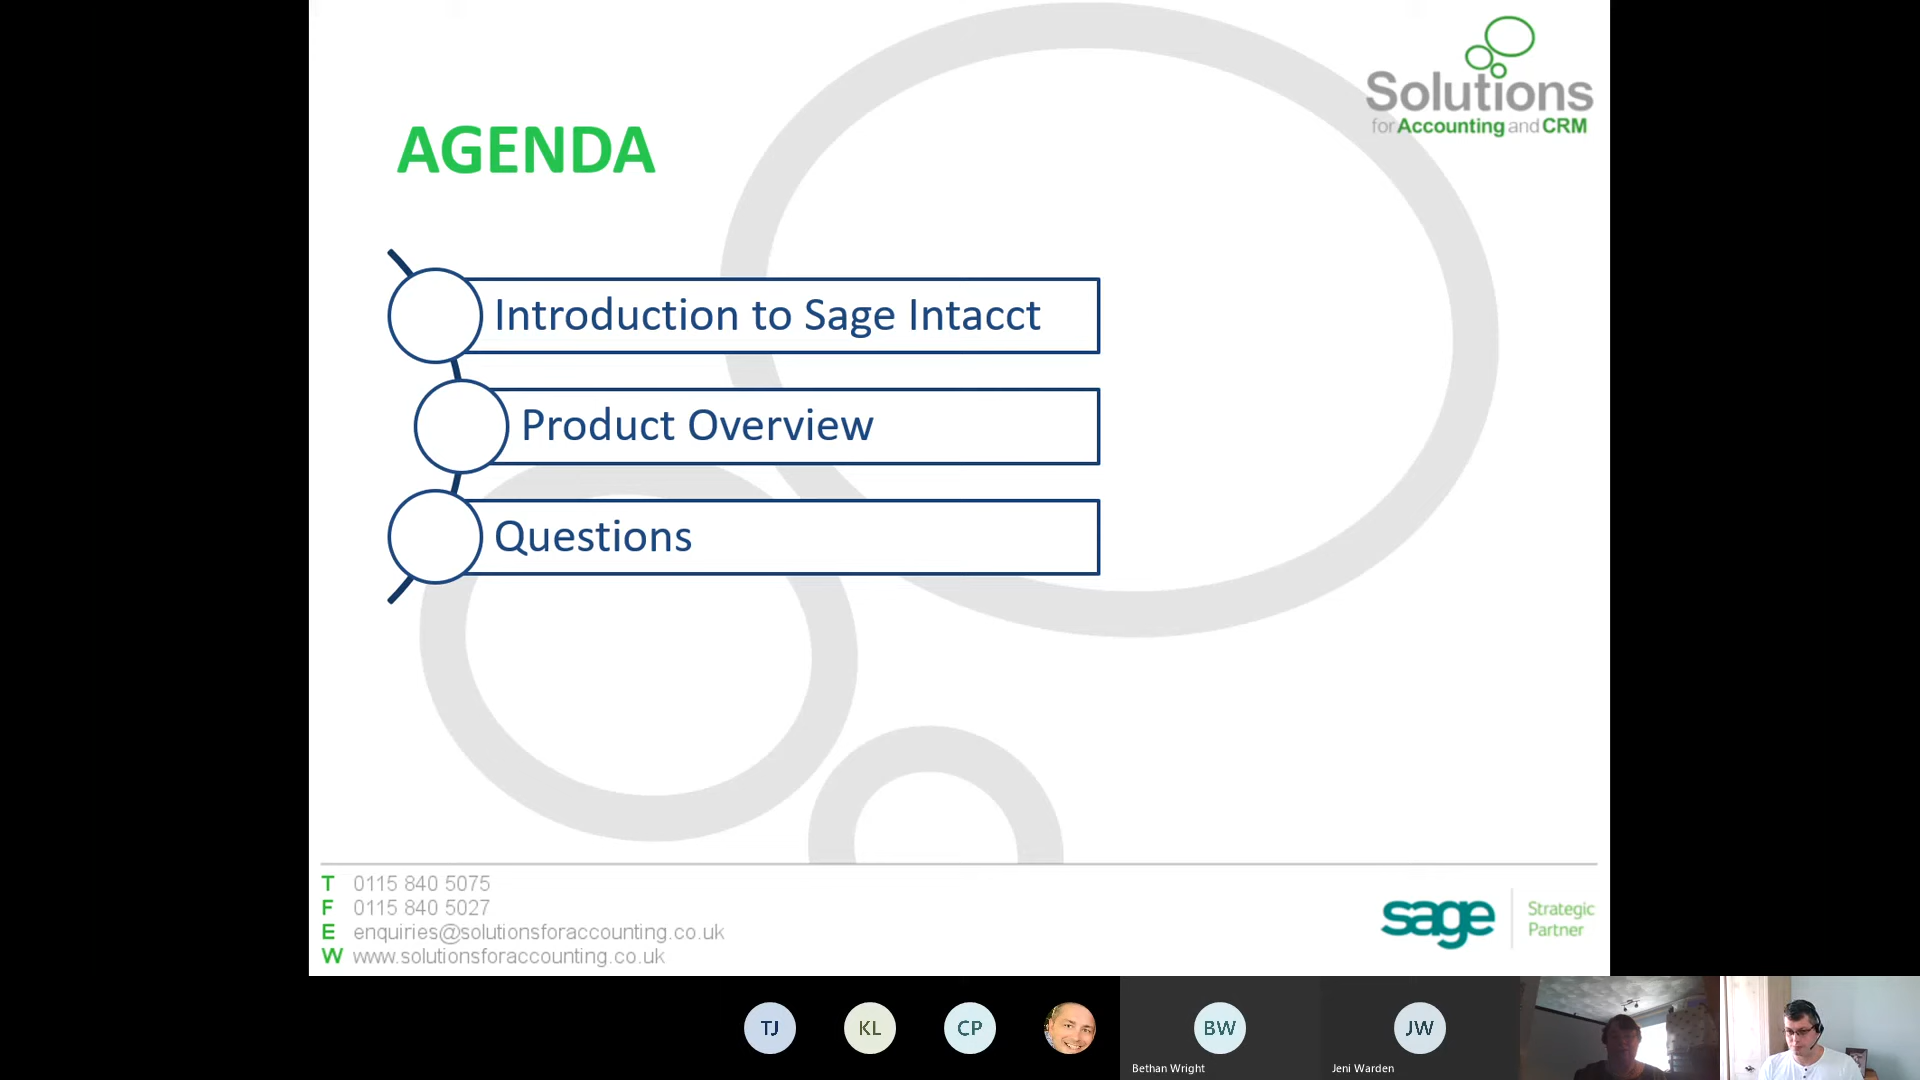 Solutions
for Accounting and CRM
AGENDA
Introduction to Sage Intacct
Product Overview
Questions
T 0115 840 5075
F 0115 840 5027
E enquiries@solutionsforaccounting.co.uk
W www.solutionsforaccounting.co.uk
sage
Strategic
Partner
TJ
KL
CP
BW
JW
Bethan Wright
Jeni Warden